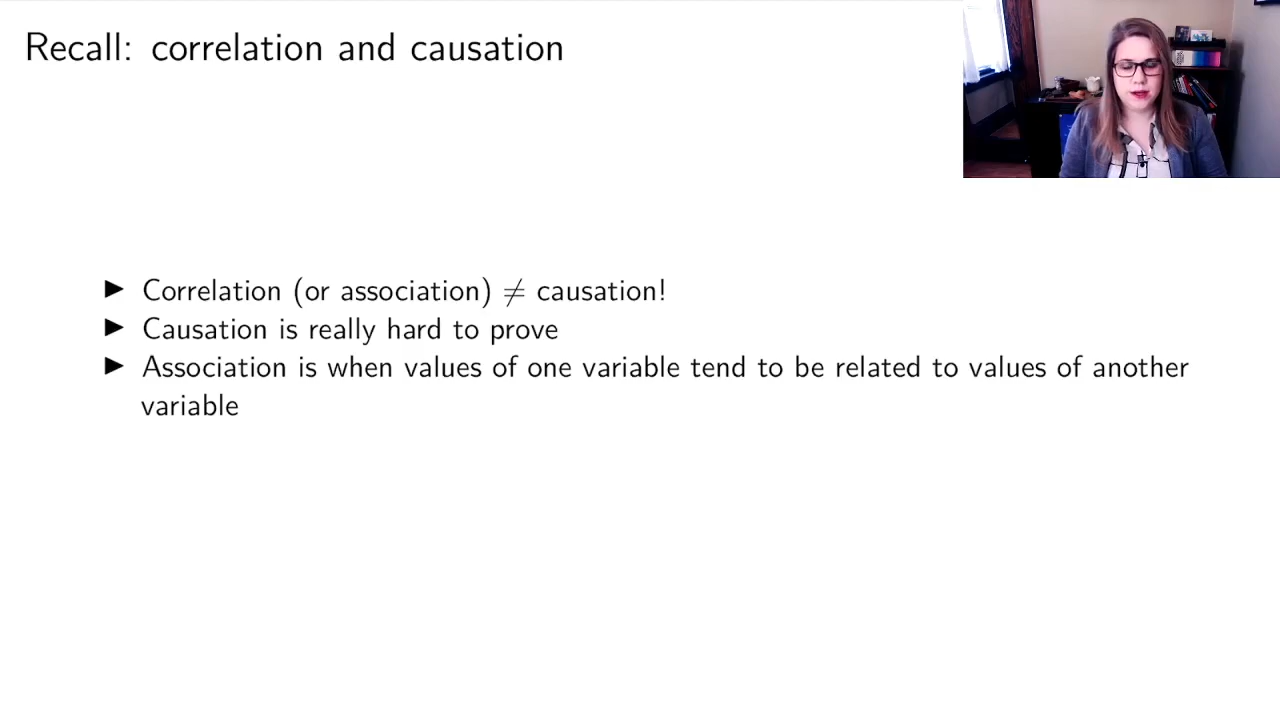 Recall: correlation and causation
▶ Correlation (or association) ≠ causation!
▶ Causation is really hard to prove
▶ Association is when values of one variable tend to be related to values of another
variable